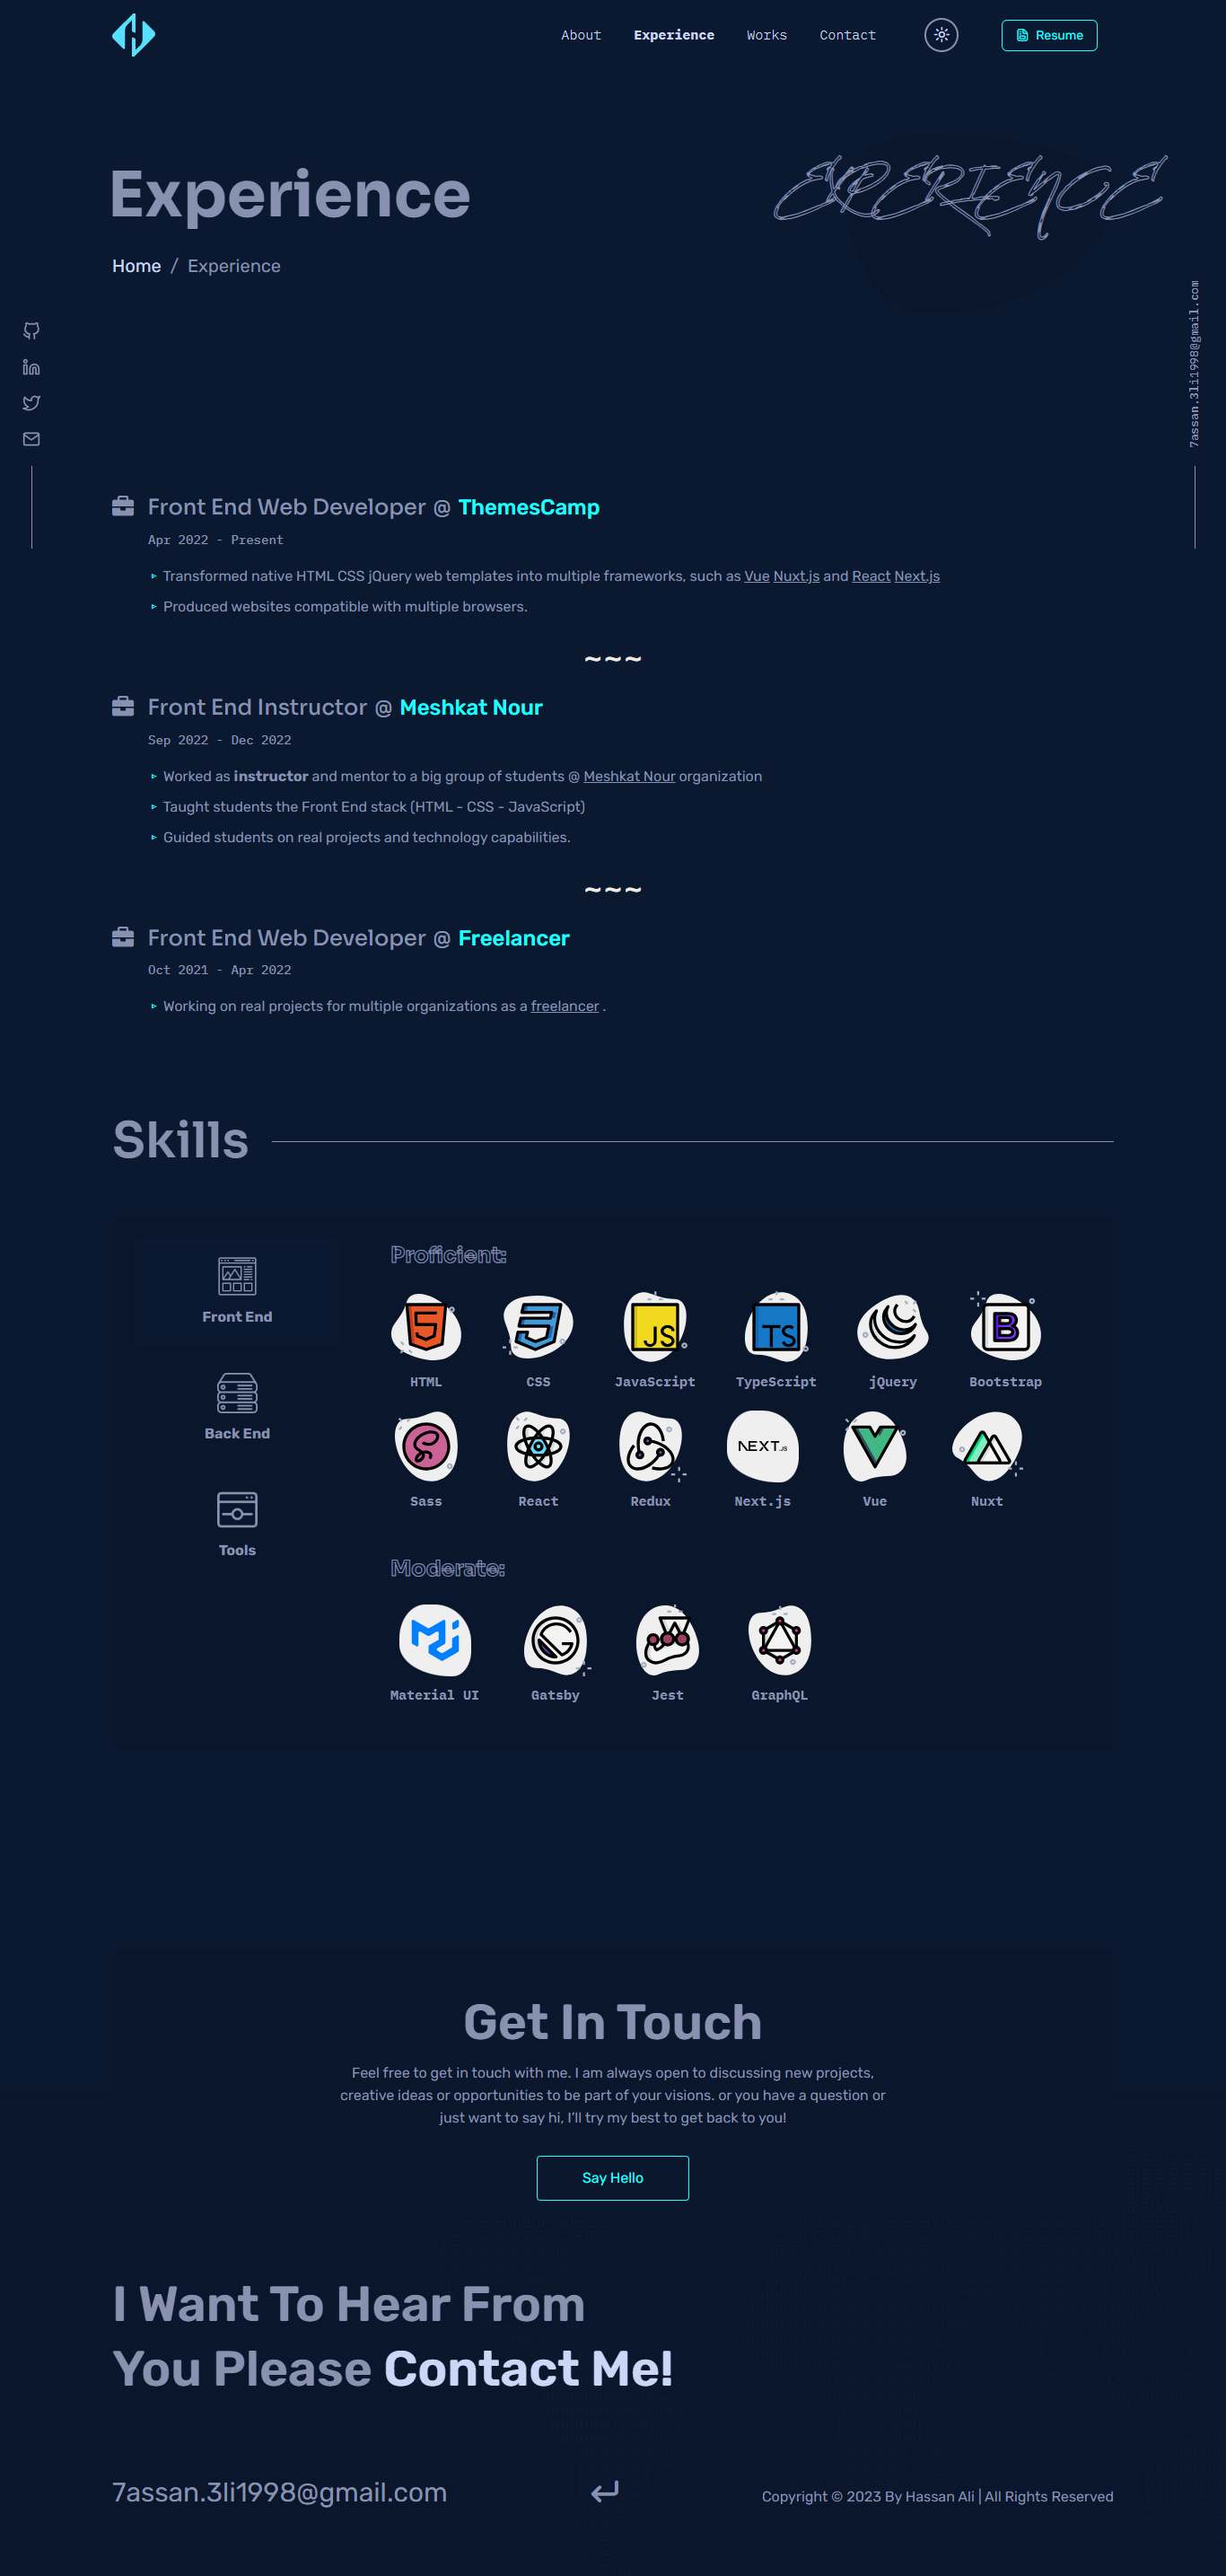 About Experience Works Contact Resume
Experience
EXPERIENCE
Home / Experience
7assan.3li1998@gmail.com
Front End Web Developer @ ThemesCamp
Apr 2022 - Present
Transformed native HTML CSS jQuery web templates into multiple frameworks, such as Vue Nuxt.js and React Next.js
Produced websites compatible with multiple browsers.
~~~
Front End Instructor @ Meshkat Nour
Sep 2022 - Dec 2022
Worked as instructor and mentor to a big group of students @ Meshkat Nour organization
Taught students the Front End stack (HTML - CSS - JavaScript)
Guided students on real projects and technology capabilities.
~~~
Front End Web Developer @ Freelancer
Oct 2021 - Apr 2022
Working on real projects for multiple organizations as a freelancer .
Skills
Front End
Back End
Tools
Proficient:
JS TS B
HTML CSS JavaScript TypeScript jQuery Bootstrap
NEXT.JS
Sass React Redux Next.js Vue Nuxt
Moderate:
Material UI Gatsby Jest GraphQL
Get In Touch
Feel free to get in touch with me. I am always open to discussing new projects,
creative ideas or opportunities to be part of your visions. or you have a question or
just want to say hi, I'll try my best to get back to you!
Say Hello
I Want To Hear From
You Please Contact Me!
7assan.3li1998@gmail.com
Copyright © 2023 By Hassan Ali | All Rights Reserved